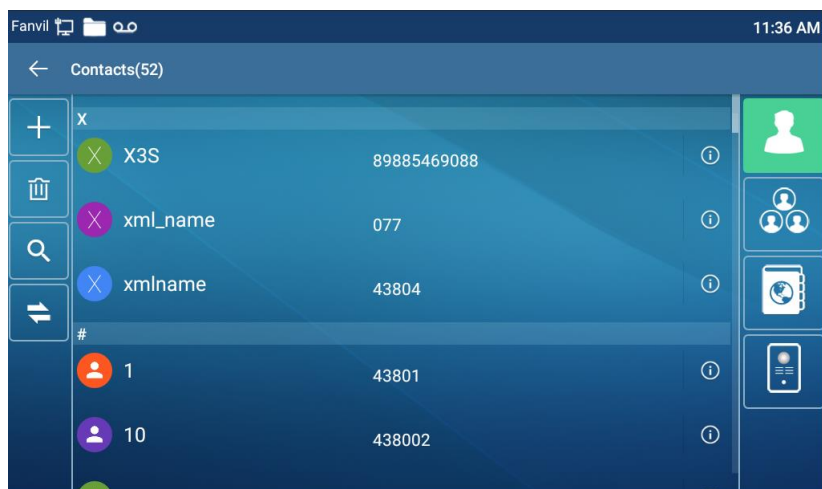 Fanvil 11:36 AM
Contacts(52)
X
X X3S 89885469088
X xml_name 077
X xmlname 43804
#
1 43801
10 438002